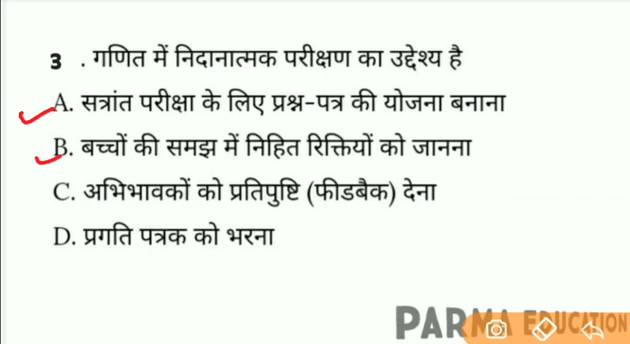 3 . गणित में निदानात्मक परीक्षण का उद्देश्य है
A. सत्रांत परीक्षा के लिए प्रश्न-पत्र की योजना बनाना
B. बच्चों की समझ में निहित रिक्तियों को जानना
C. अभिभावकों को प्रतिपुष्टि (फीडबैक) देना
D. प्रगति पत्रक को भरना
PARMA EDUCATION